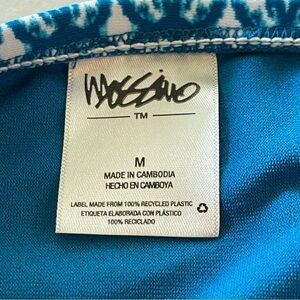 Mossimo
TM
M
MADE IN CAMBODIA
HECHO EN CAMBOYA
LABEL MADE FROM 100% RECYCLED PLASTIC
ETIQUETA ELABORADA CON PLÁSTICO
100% RECICLADO